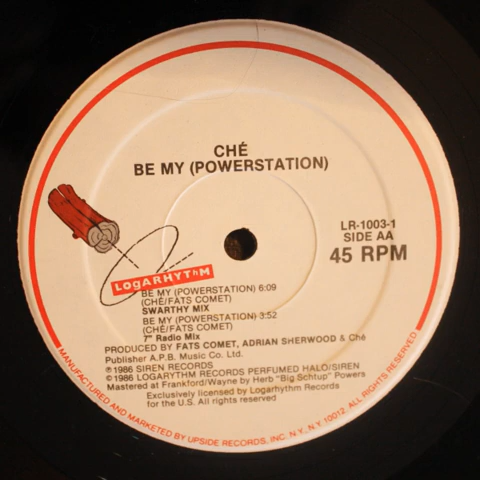 CHÉ
BE MY (POWERSTATION)
LR-1003-1
SIDE AA
45 RPM
LOGARHYThM
BE MY (POWERSTATION) 6:09
(CHÉ/FATS COMET)
SWARTHY MIX
BE MY (POWERSTATION) 3:52
(CHÉ/FATS COMET)
7" Radio Mix
PRODUCED BY FATS COMET, ADRIAN SHERWOOD & Ché
Publisher A.P.B. Music Co. Ltd.
℗1986 SIREN RECORDS
©1986 LOGARYTHM RECORDS PERFUMED HALO/SIREN
Mastered at Frankford/Wayne by Herb "Big Schtup" Powers
Exclusively licensed by Logarhythm Records
for the U.S. All rights reserved.
MANUFACTURED AND MARKETED BY UPSIDE RECORDS, INC. N.Y., N.Y. 10012. ALL RIGHTS RESERVED.